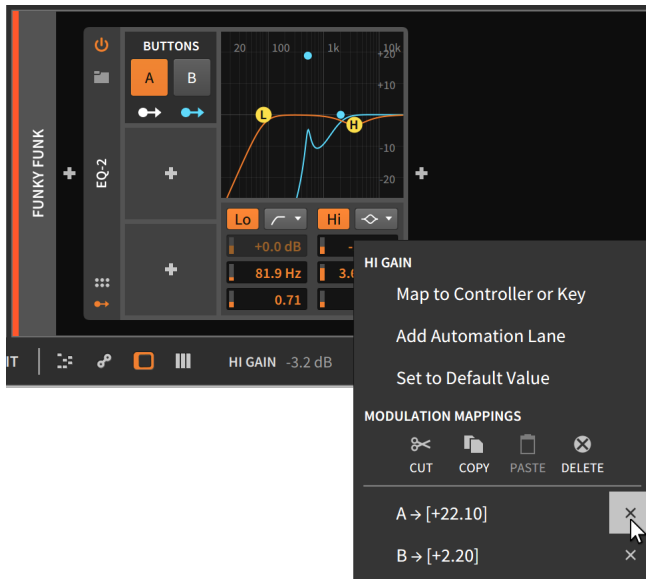 FUNKY FUNK
EQ-2
BUTTONS
A B
20 100 1k 10k
+20
+10
-10
-20
L
H
Lo Hi
+0.0 dB -
81.9 Hz 3.
0.71
HI GAIN -3.2 dB
HI GAIN
Map to Controller or Key
Add Automation Lane
Set to Default Value
MODULATION MAPPINGS
CUT COPY PASTE DELETE
A → [+22.10]
B → [+2.20]